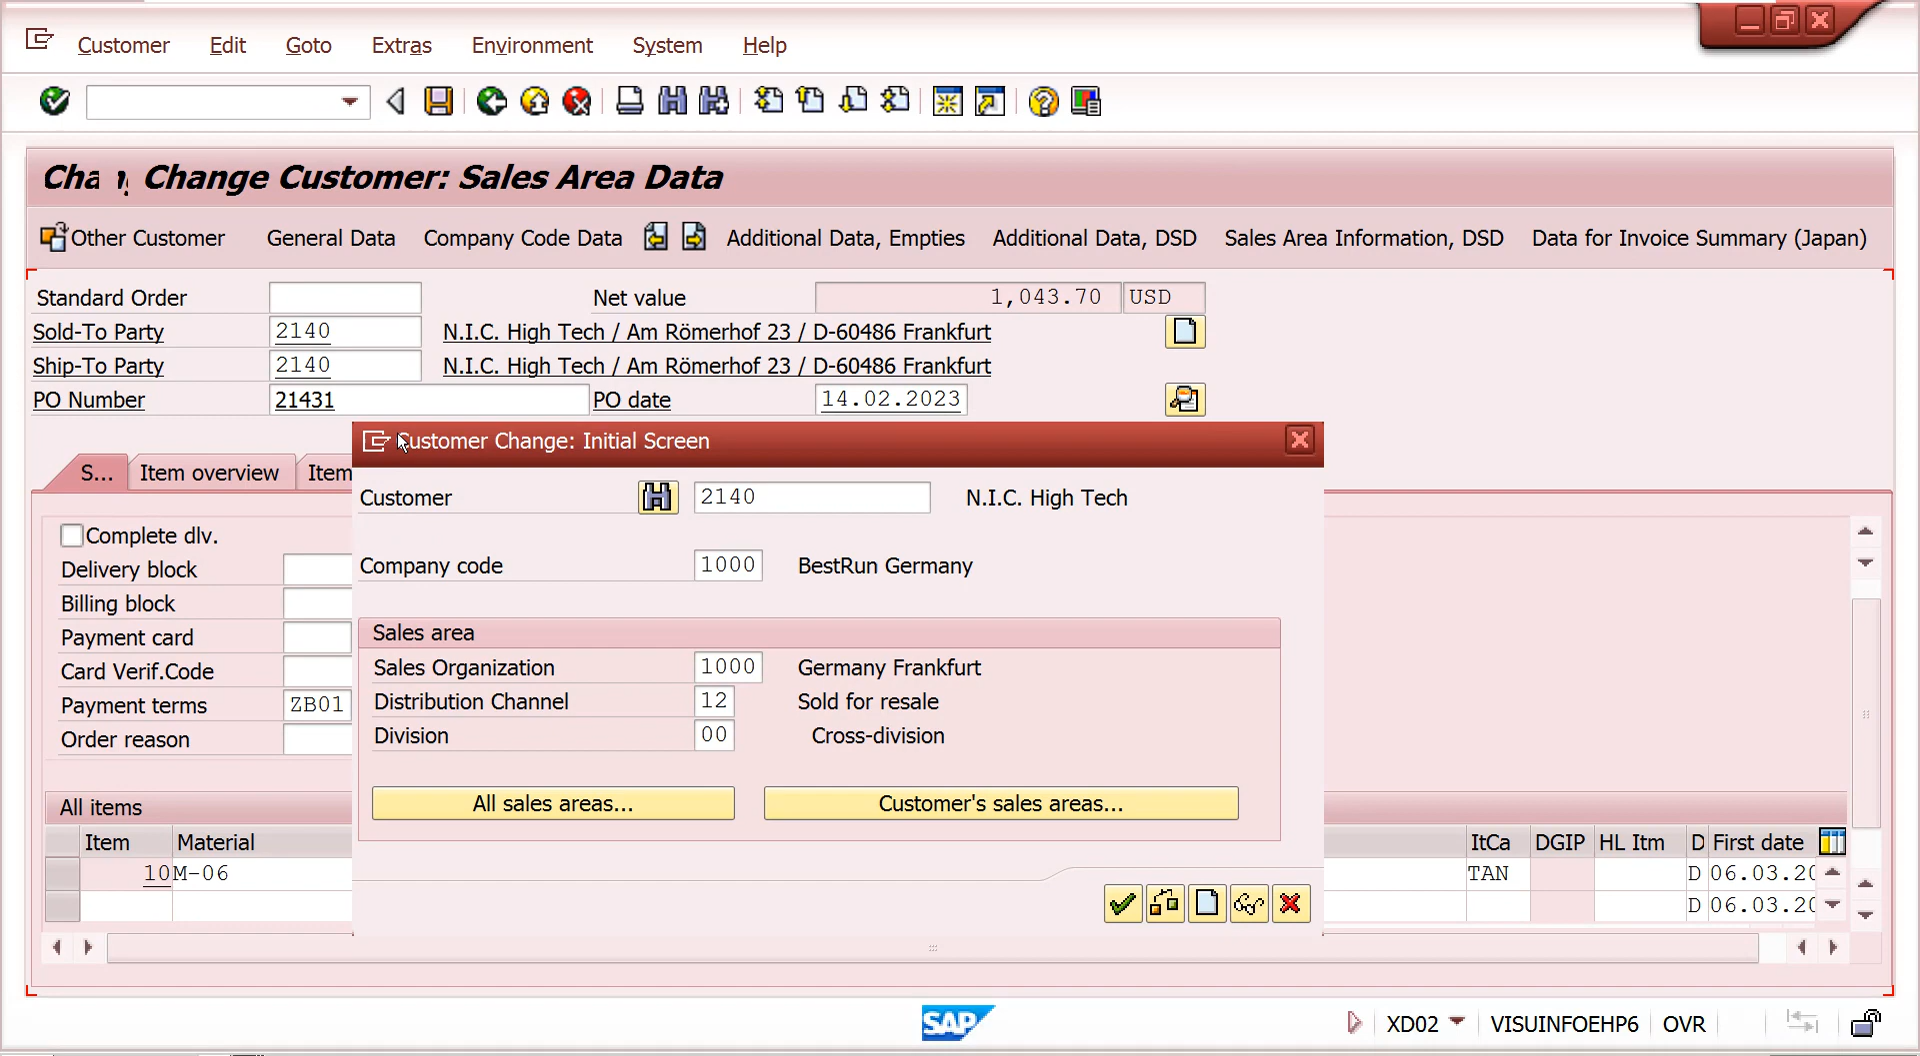 Customer Edit Goto Extras Environment System Help
Cha Change Customer: Sales Area Data
Other Customer General Data Company Code Data Additional Data, Empties Additional Data, DSD Sales Area Information, DSD Data for Invoice Summary (Japan)
Standard Order Net value 1,043.70 USD
Sold-To Party 2140 N.I.C. High Tech / Am Römerhof 23 / D-60486 Frankfurt
Ship-To Party 2140 N.I.C. High Tech / Am Römerhof 23 / D-60486 Frankfurt
PO Number 21431 PO date 14.02.2023
Customer Change: Initial Screen
S... Item overview Item
Customer 2140 N.I.C. High Tech
Complete dlv.
Company code 1000 BestRun Germany
Delivery block
Billing block
Sales area
Payment card
Sales Organization 1000 Germany Frankfurt
Card Verif.Code
Distribution Channel 12 Sold for resale
Payment terms ZB01
Division 00 Cross-division
Order reason
All sales areas... Customer's sales areas...
All items
Item Material ItCa DGIP HL Itm D First date
10 M-06 TAN D 06.03.20
D 06.03.20
SAP XD02 VISUINFOEHP6 OVR